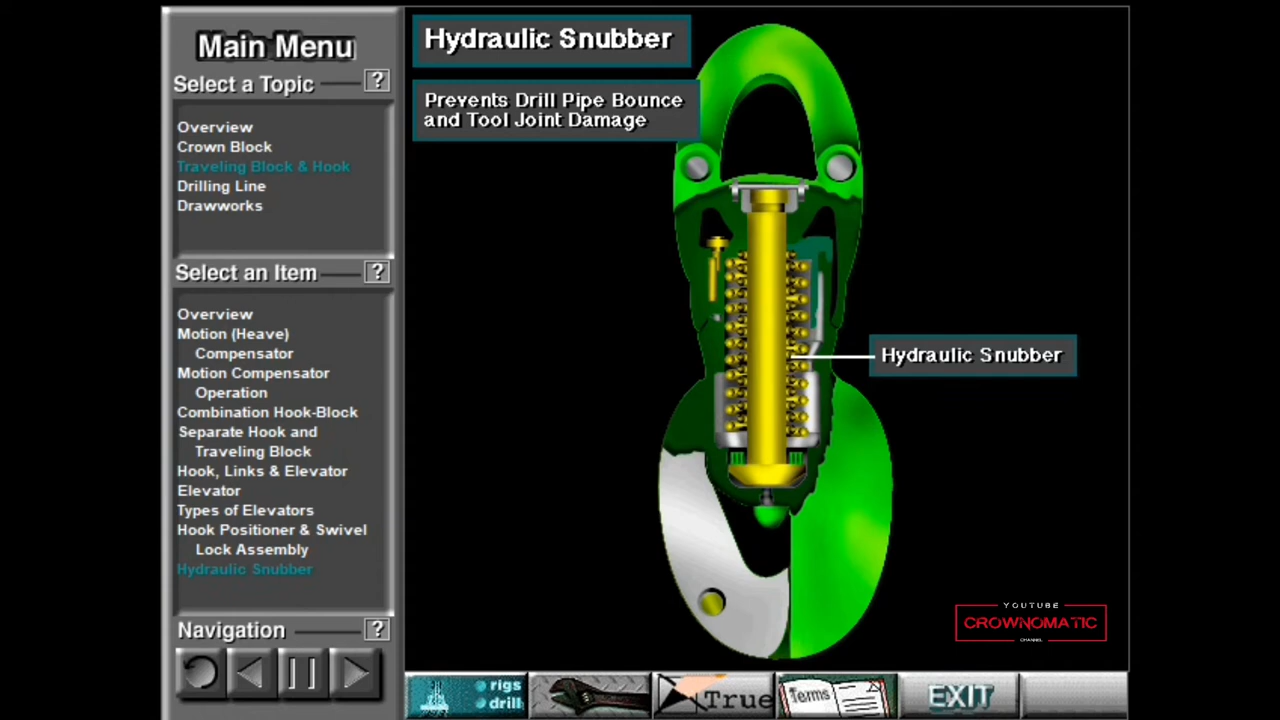 Main Menu
Select a Topic
?
Overview
Crown Block
Traveling Block & Hook
Drilling Line
Drawworks
Select an Item
?
Overview
Motion (Heave)
Compensator
Motion Compensator
Operation
Combination Hook-Block
Separate Hook and
Traveling Block
Hook, Links & Elevator
Elevator
Types of Elevators
Hook Positioner & Swivel
Lock Assembly
Hydraulic Snubber
Navigation
?
Hydraulic Snubber
Prevents Drill Pipe Bounce
and Tool Joint Damage
Hydraulic Snubber
YOUTUBE
CROWNOMATIC
CHANNEL
rigs
drill
True
Terms
EXIT